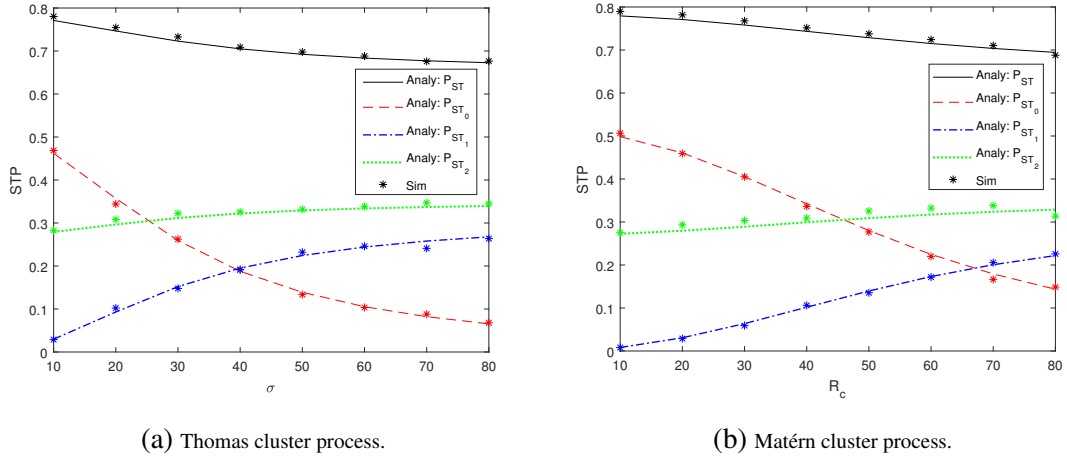 0.8
0.7
0.6
0.5
0.4
0.3
0.2
0.1
0
STP
10 20 30 40 50 60 70 80
σ
Analy: P_ST
Analy: P_ST_0
Analy: P_ST_1
Analy: P_ST_2
Sim
(a) Thomas cluster process.
0.8
0.7
0.6
0.5
0.4
0.3
0.2
0.1
0
STP
10 20 30 40 50 60 70 80
R_c
Analy: P_ST
Analy: P_ST_0
Analy: P_ST_1
Analy: P_ST_2
Sim
(b) Matérn cluster process.